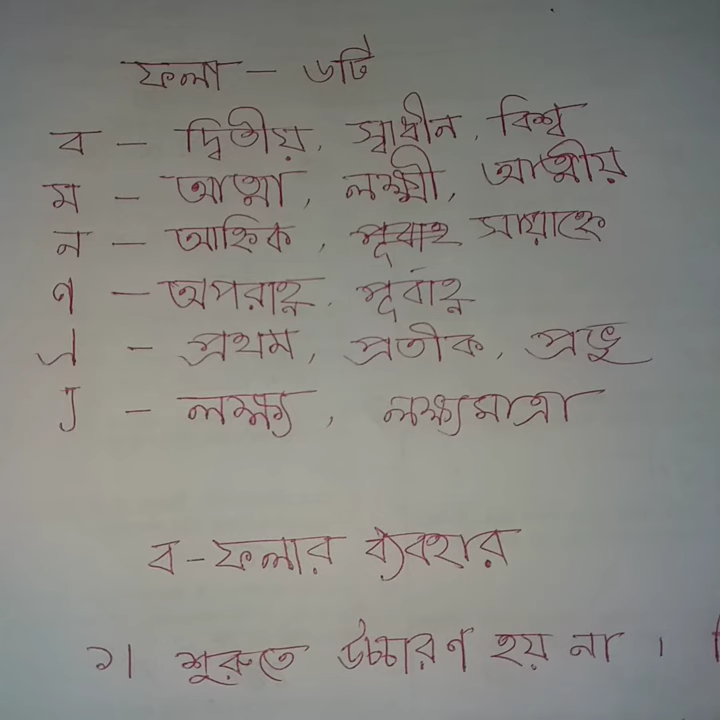 ফলা – ৬টি
ব – দ্বিতীয়, স্বাধীন, বিশ্ব
ম – আত্মা, লক্ষ্মী, আত্মীয়
ন – আহ্নিক, সায়াহ্নে
ণ – অপরাহ্ণ, পূর্বাহ্ণ
্র – প্রথম, প্রতীক, প্রভু
্য – লক্ষ্য, লক্ষ্যমাত্রা
ব-ফলার ব্যবহার
১। শুরুতে উচ্চারণ হয় না।